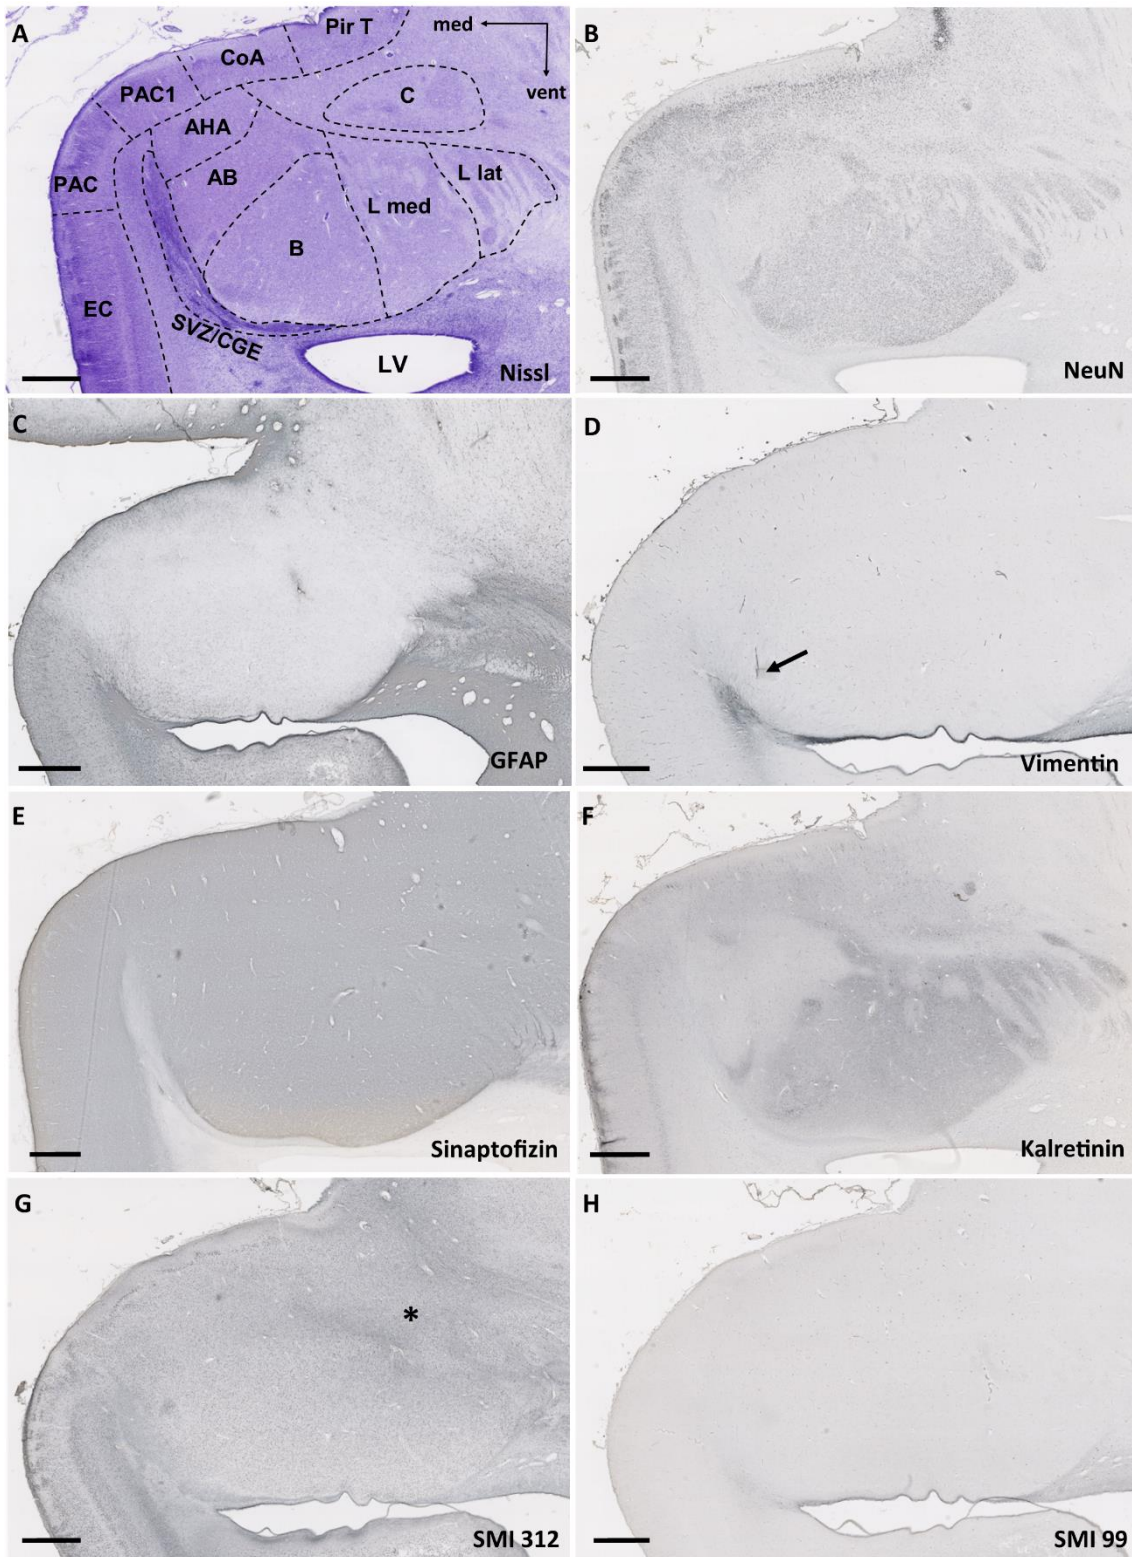 A
Pir T
med
CoA
vent
PAC1
C
AHA
PAC
AB
L lat
L med
B
EC
SVZ/CGE
LV
Nissl
B
NeuN
C
GFAP
D
Vimentin
E
Sinaptofizin
F
Kalretinin
G
*
SMI 312
H
SMI 99